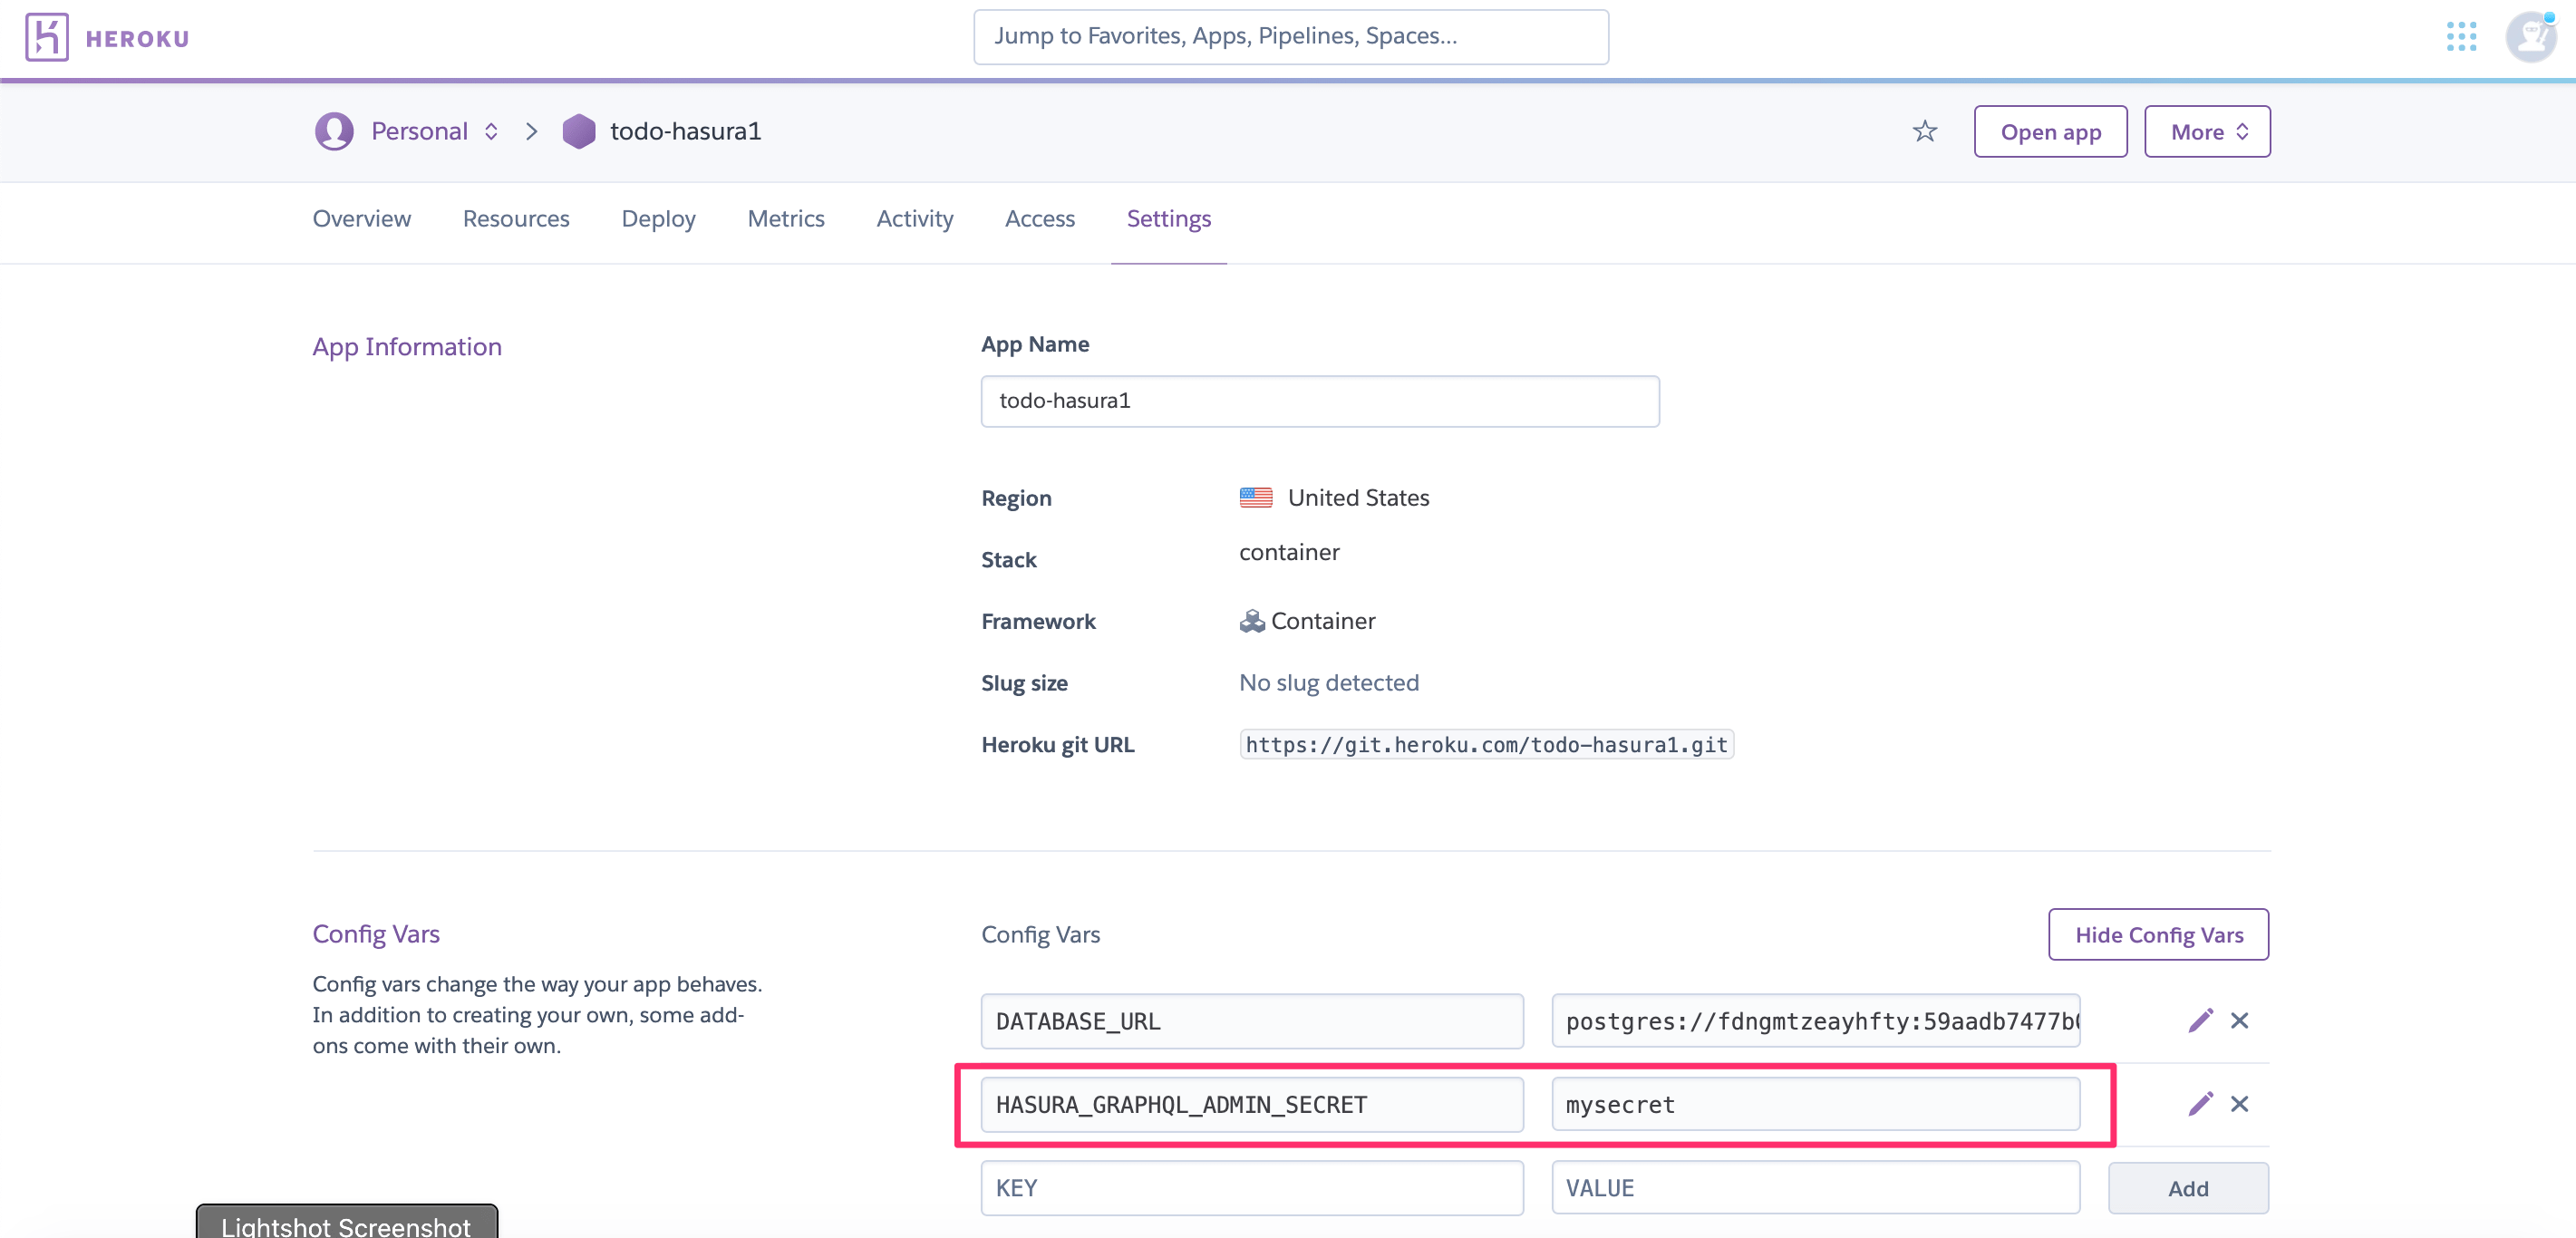 HEROKU
Jump to Favorites, Apps, Pipelines, Spaces...
Personal
todo-hasura1
Open app
More
Overview
Resources
Deploy
Metrics
Activity
Access
Settings
App Information
App Name
todo-hasura1
Region
United States
Stack
container
Framework
Container
Slug size
No slug detected
Heroku git URL
https://git.heroku.com/todo-hasura1.git
Config Vars
Config vars change the way your app behaves.
In addition to creating your own, some add-
ons come with their own.
Config Vars
Hide Config Vars
DATABASE_URL
postgres://fdngmtzeayhfty:59aadb7477b
HASURA_GRAPHQL_ADMIN_SECRET
mysecret
KEY
VALUE
Add
Lightshot Screenshot